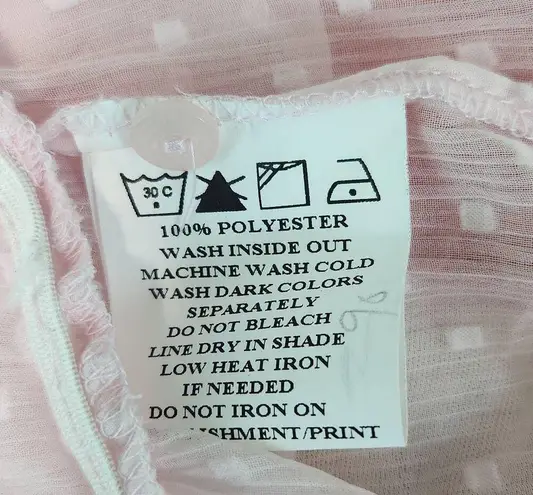 30 C
100% POLYESTER
WASH INSIDE OUT
MACHINE WASH COLD
WASH DARK COLORS
SEPARATELY
DO NOT BLEACH
LINE DRY IN SHADE
LOW HEAT IRON
IF NEEDED
DO NOT IRON ON
/PRINT